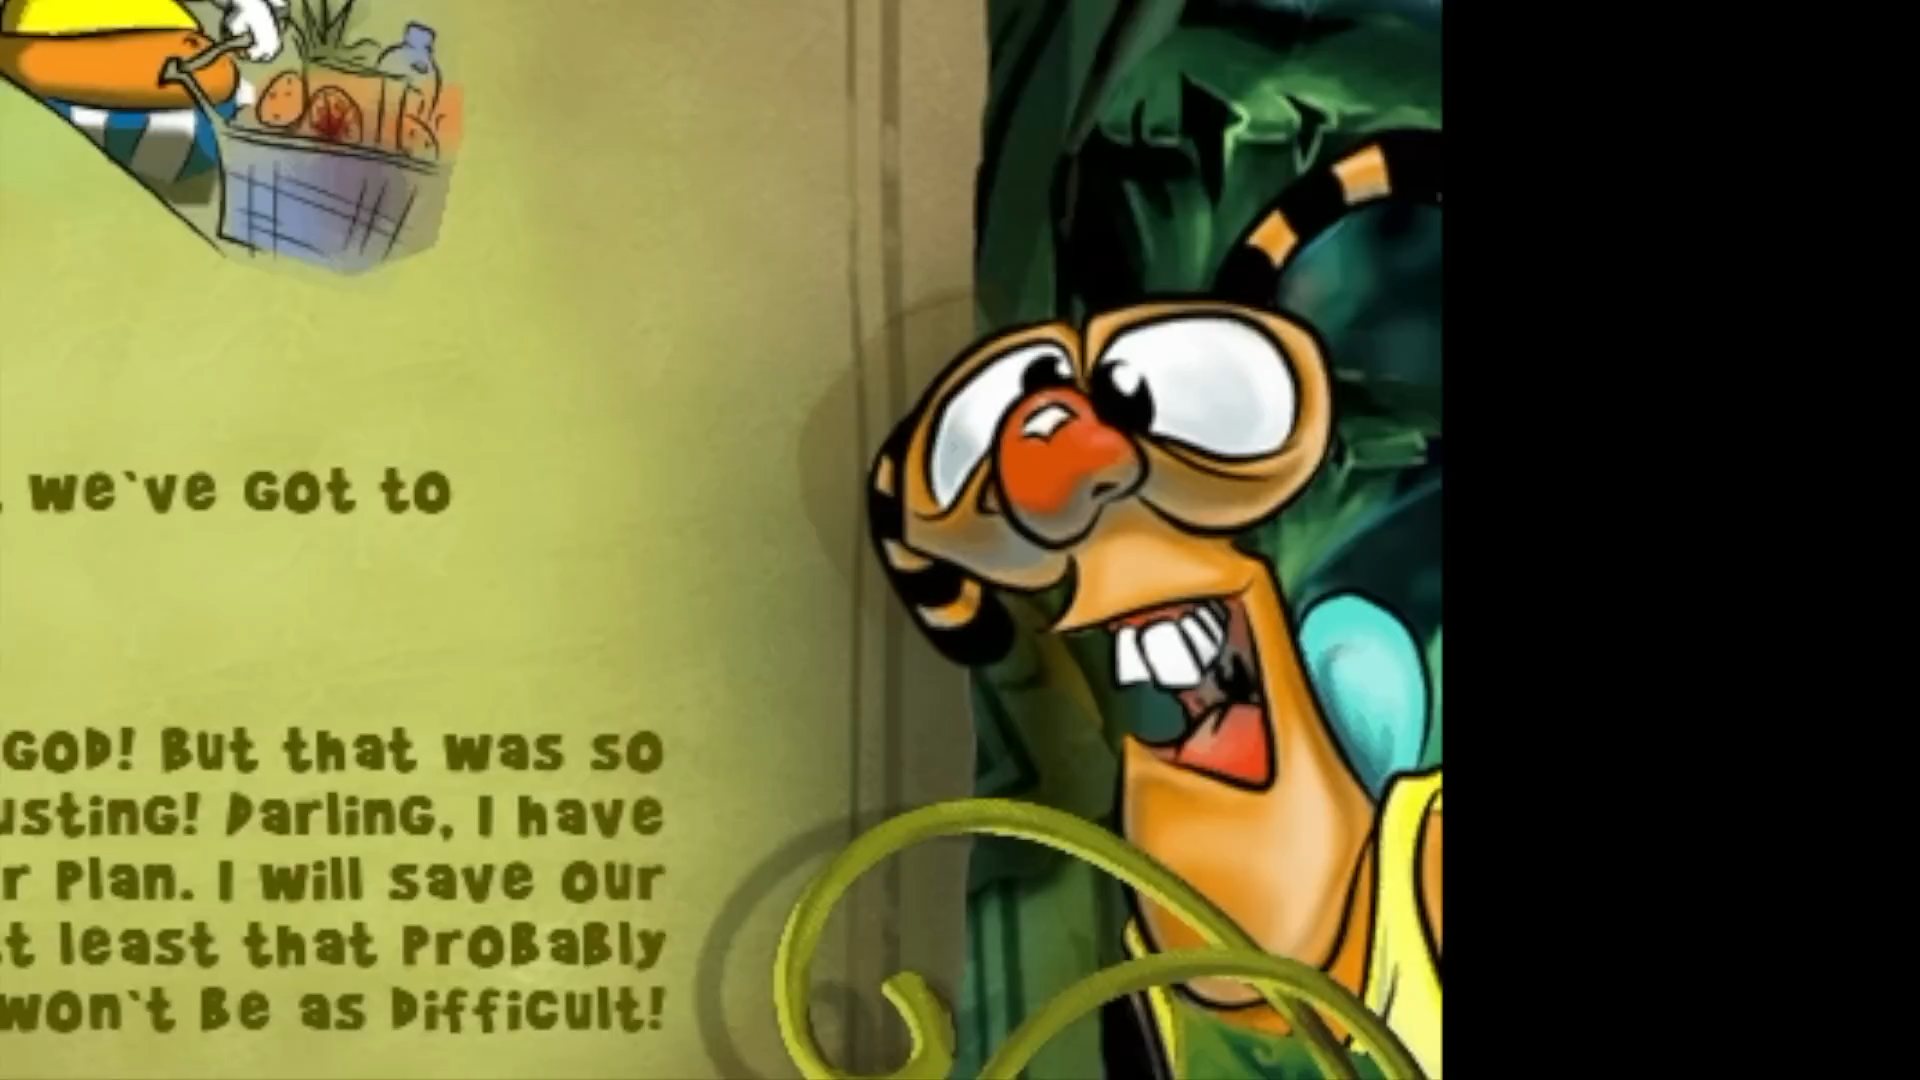 we've got to
God! But that was so
usting! Darling, I have
r plan. I will save our
t least that probably
won't be as difficult!